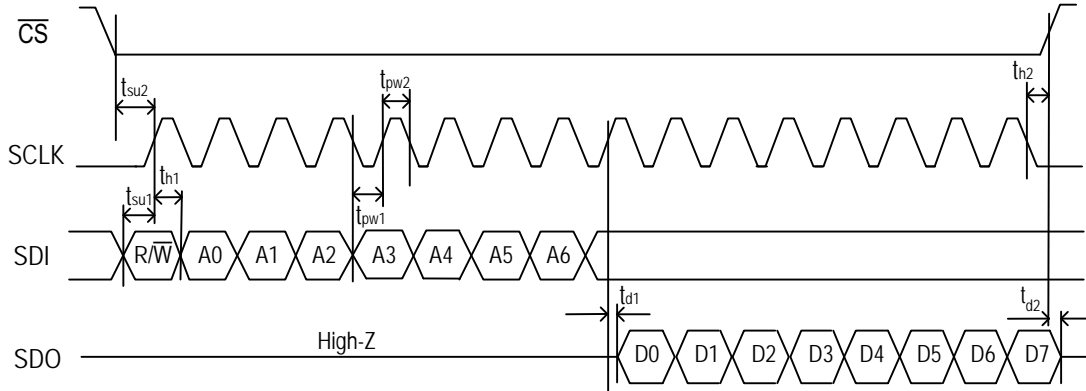 CS
tsu2
tpw2
th2
SCLK
tsu1
th1
tpw1
SDI
R/W A0 A1 A2 A3 A4 A5 A6
td1
td2
SDO
High-Z
D0 D1 D2 D3 D4 D5 D6 D7